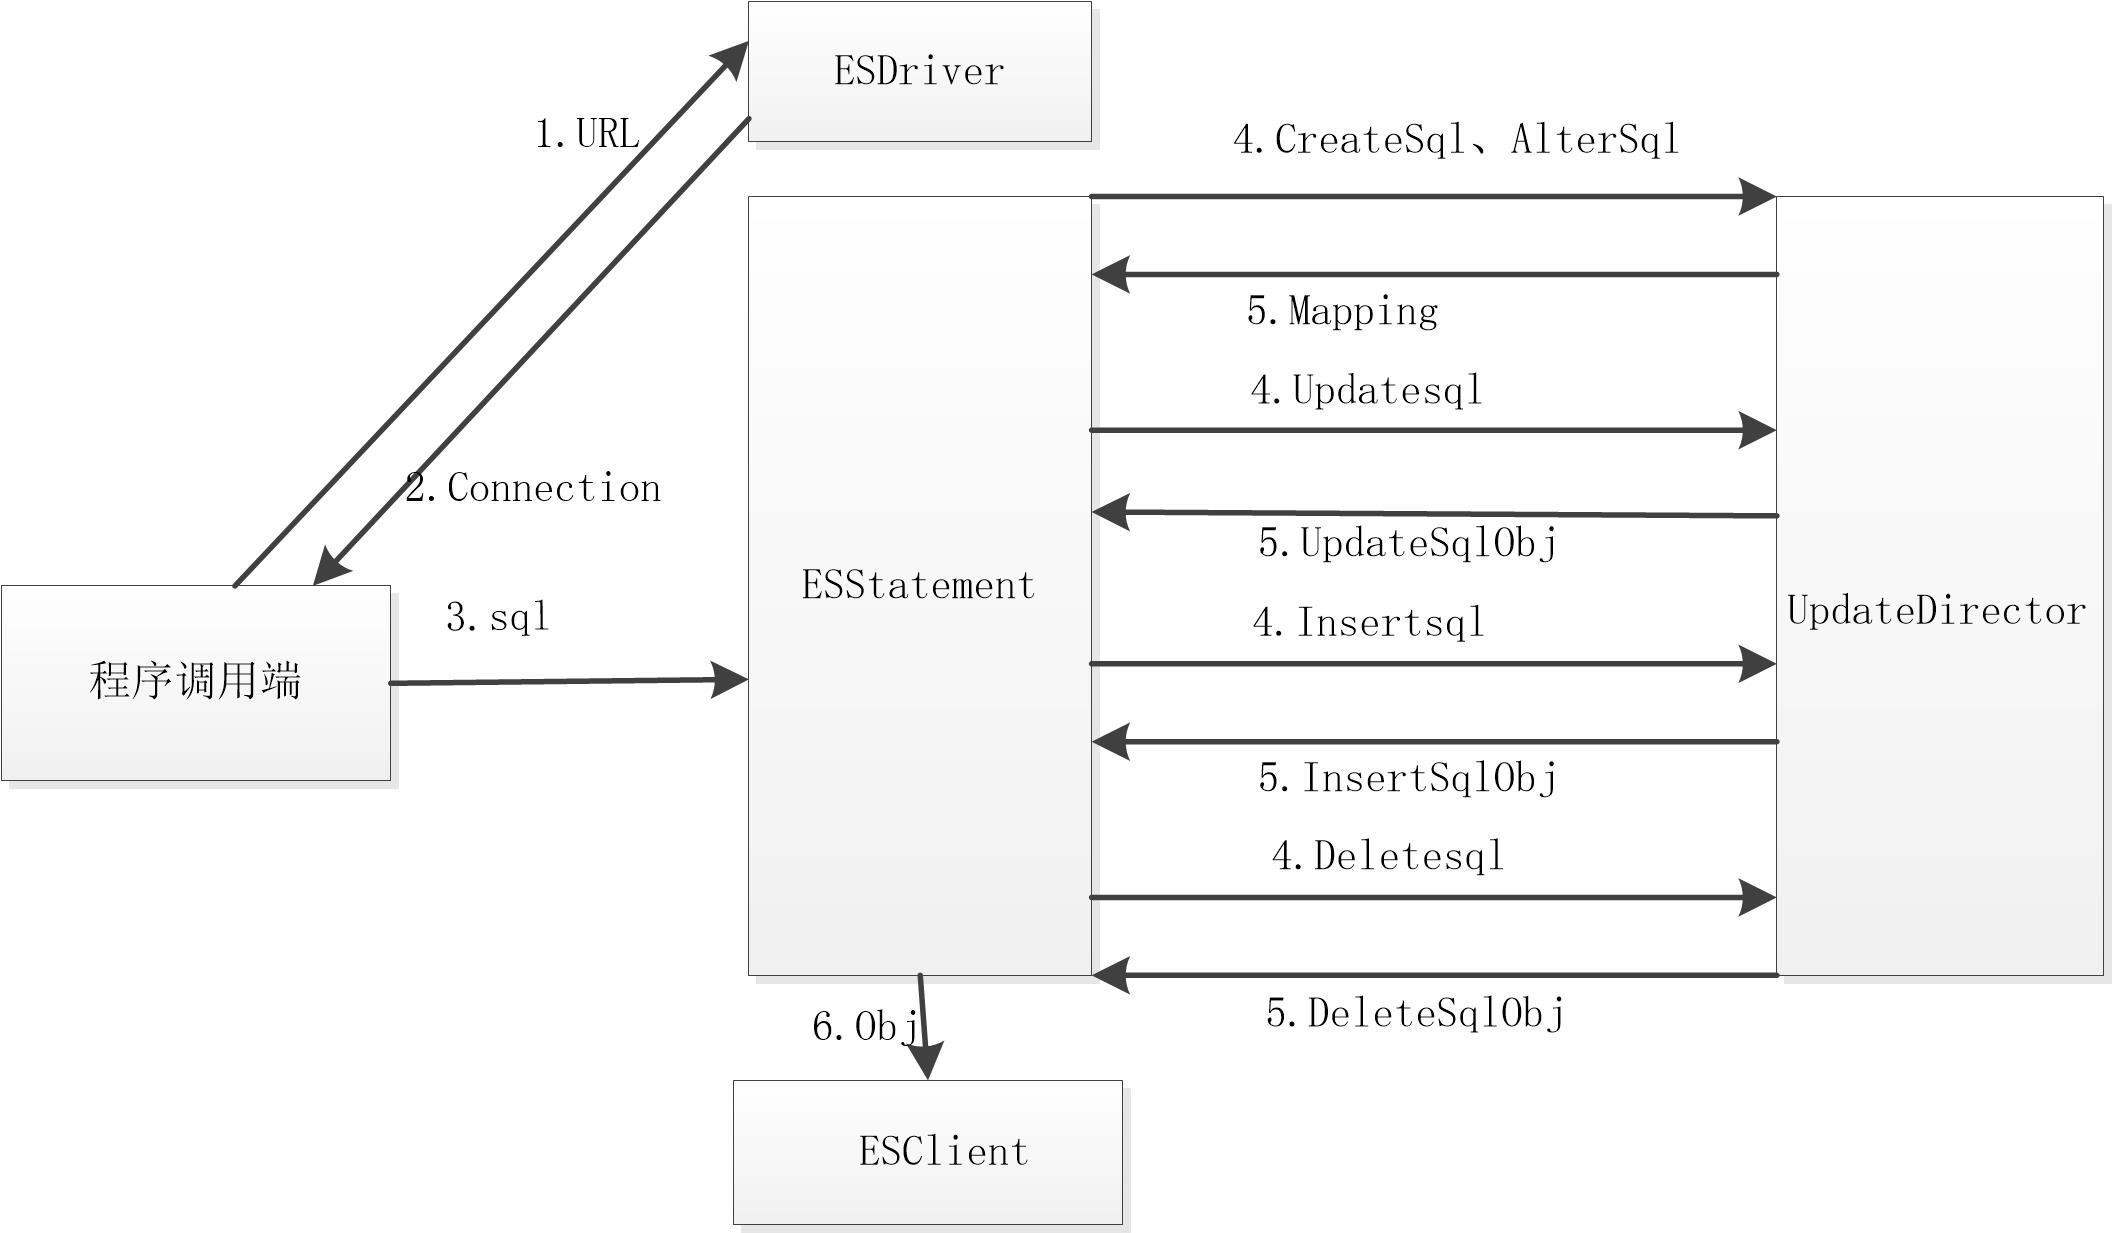 ESDriver
1.URL
4.CreateSql、AlterSql
5.Mapping
4.Updatesql
2.Connection
5.UpdateSqlObj
ESStatement
3.sql
4.Insertsql
UpdateDirector
程序调用端
5.InsertSqlObj
4.Deletesql
5.DeleteSqlObj
6.Obj
ESClient